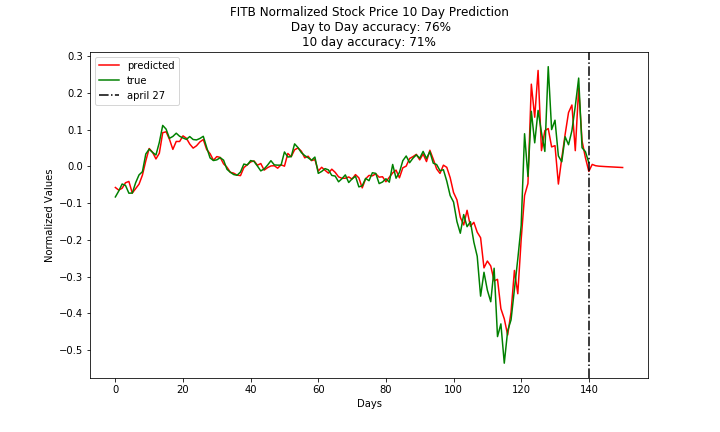 FITB Normalized Stock Price 10 Day Prediction
Day to Day accuracy: 76%
10 day accuracy: 71%
predicted
true
april 27
Normalized Values
0.3
0.2
0.1
0.0
−0.1
−0.2
−0.3
−0.4
−0.5
0 20 40 60 80 100 120 140
Days